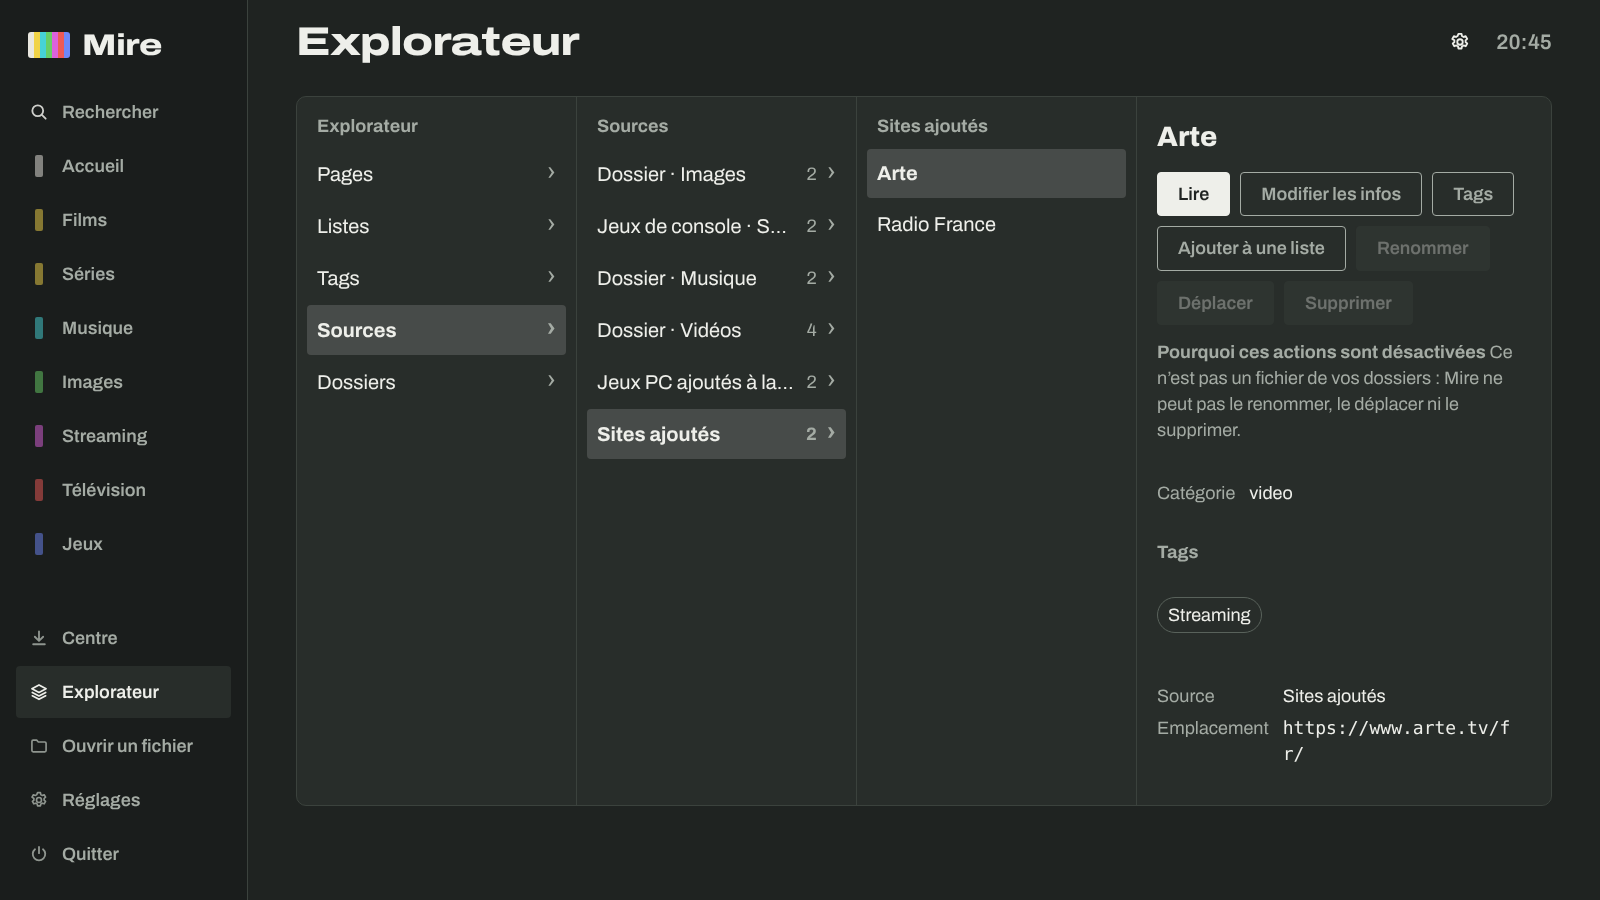 Mire
Rechercher
Accueil
Films
Séries
Musique
Images
Streaming
Télévision
Jeux
Centre
Explorateur
Ouvrir un fichier
Réglages
Quitter
Explorateur
20:45
Explorateur
Pages
Listes
Tags
Sources
Dossiers
Sources
Dossier · Images 2
Jeux de console · S... 2
Dossier · Musique 2
Dossier · Vidéos 4
Jeux PC ajoutés à la... 2
Sites ajoutés 2
Sites ajoutés
Arte
Radio France
Arte
Lire Modifier les infos Tags
Ajouter à une liste Renommer
Déplacer Supprimer
Pourquoi ces actions sont désactivées Ce
n’est pas un fichier de vos dossiers : Mire ne
peut pas le renommer, le déplacer ni le
supprimer.
Catégorie video
Tags
Streaming
Source Sites ajoutés
Emplacement https://www.arte.tv/f
r/